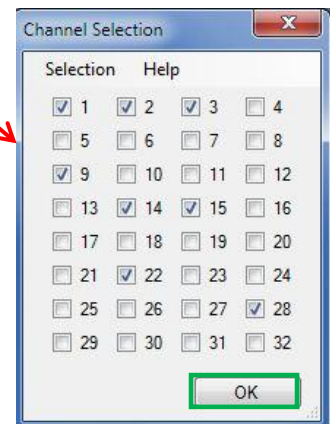 Channel Selection
Selection Help
1 2 3 4
5 6 7 8
9 10 11 12
13 14 15 16
17 18 19 20
21 22 23 24
25 26 27 28
29 30 31 32
OK